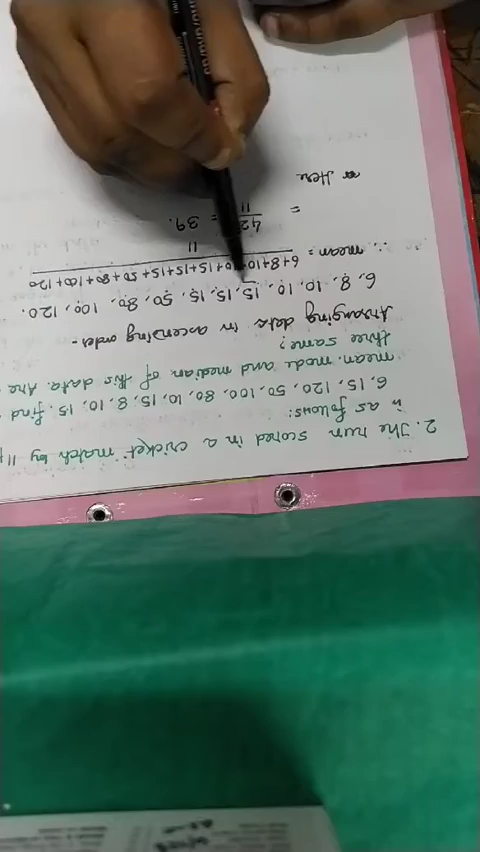 2. The run scored in a cricket match by 11
is as follows:
6, 15, 120, 50, 100, 80, 10, 15, 8, 10, 15. find
mean. mode and median of this data. Are
three same?
Arranging data in ascending order-
6, 8, 10, 10, 15, 15, 15, 50, 80, 100, 120.
∴ mean = 6+8+10+10+15+15+15+50+80+100+120
11
= 11 = 39.
Here